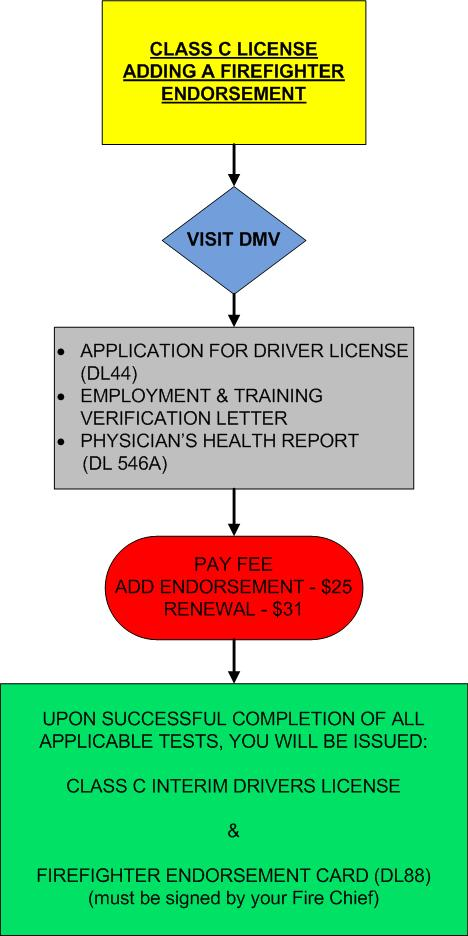 CLASS C LICENSE
ADDING A FIREFIGHTER
ENDORSEMENT
VISIT DMV
• APPLICATION FOR DRIVER LICENSE
(DL44)
• EMPLOYMENT & TRAINING
VERIFICATION LETTER
• PHYSICIAN'S HEALTH REPORT
(DL 546A)
PAY FEE
ADD ENDORSEMENT - $25
RENEWAL - $31
UPON SUCCESSFUL COMPLETION OF ALL
APPLICABLE TESTS, YOU WILL BE ISSUED:
CLASS C INTERIM DRIVERS LICENSE
&
FIREFIGHTER ENDORSEMENT CARD (DL88)
(must be signed by your Fire Chief)